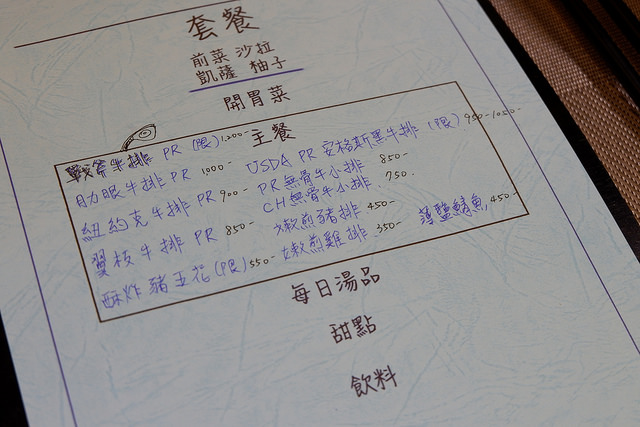 套餐
前菜 沙拉
凱薩 柚子
開胃菜
主餐
戰斧牛排 PR (限) 1200- USDA PR 安格斯黑牛排 (限) 950-1050-
肋眼牛排 PR 1000- PR 無骨牛小排 850-
紐約克牛排 PR 900- CH 無骨牛小排 750.
翼板牛排 PR 850- 嫩煎豬排 450- 薄鹽鯖魚 450-
酥炸豬五花 (限) 550- 嫩煎雞排 350-
每日湯品
甜點
飲料